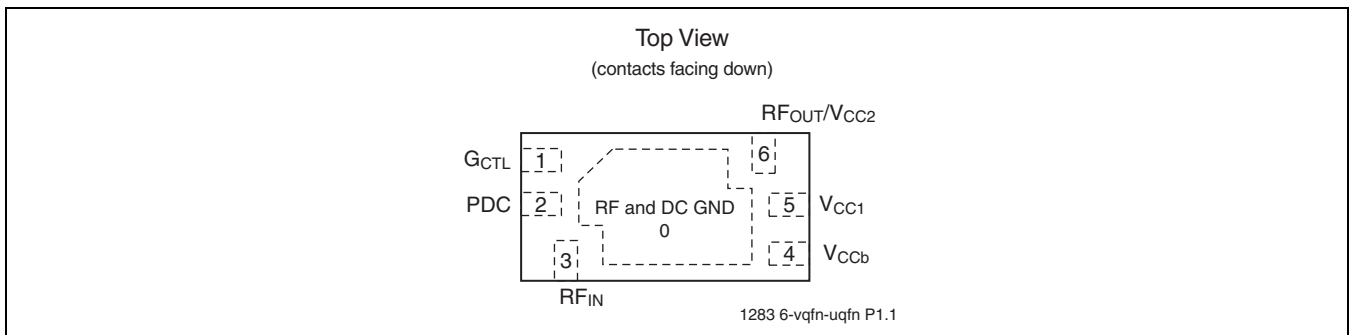 Top View
(contacts facing down)
RFOUT/VCC2
GCTL 1 6
PDC 2 RF and DC GND 5 VCC1
0
3 4 VCCb
RFIN
1283 6-vqfn-uqfn P1.1